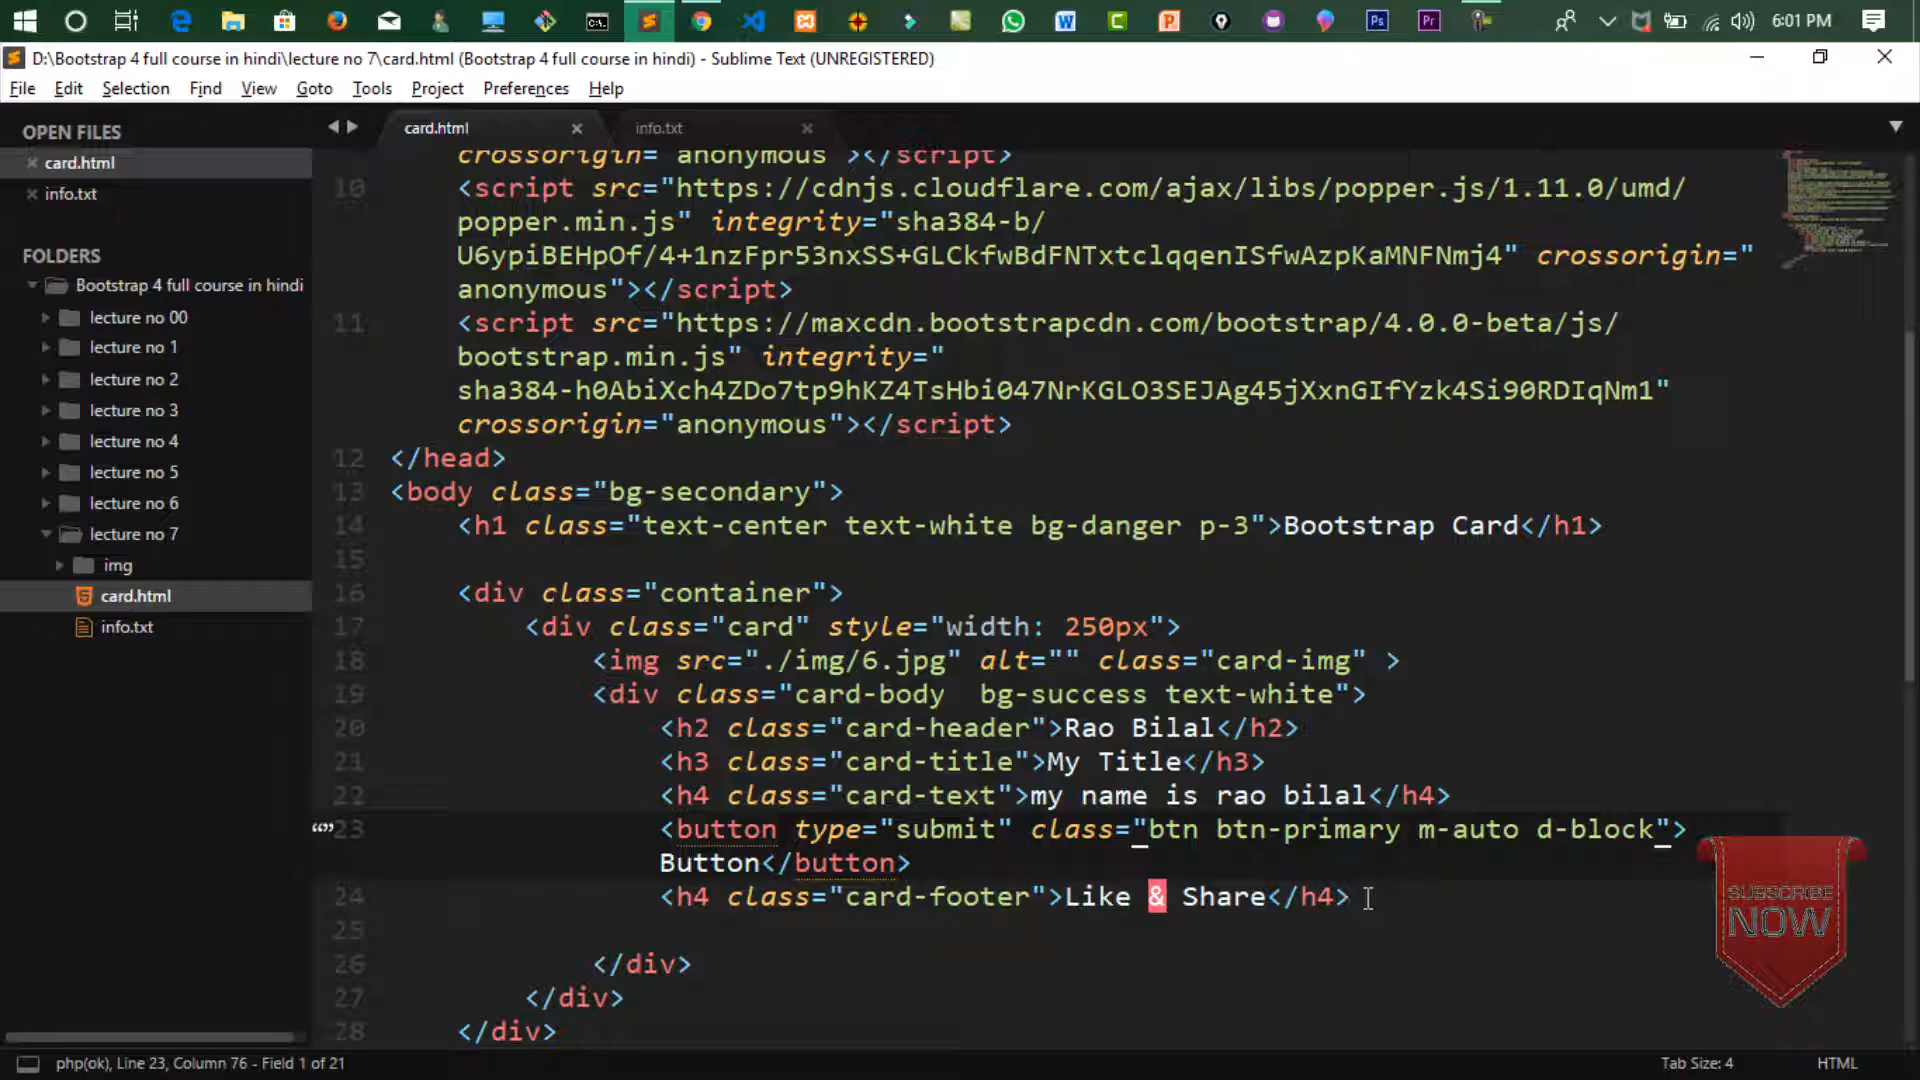 6:01 PM
D:\Bootstrap 4 full course in hindi\lecture no 7\card.html (Bootstrap 4 full course in hindi) - Sublime Text (UNREGISTERED)
File Edit Selection Find View Goto Tools Project Preferences Help
OPEN FILES
card.html
info.txt
FOLDERS
Bootstrap 4 full course in hindi
lecture no 00
lecture no 1
lecture no 2
lecture no 3
lecture no 4
lecture no 5
lecture no 6
lecture no 7
img
card.html
info.txt
card.html info.txt
crossorigin="anonymous"></script>
10 <script src="https://cdnjs.cloudflare.com/ajax/libs/popper.js/1.11.0/umd/
popper.min.js" integrity="sha384-b/
U6ypiBEHpOf/4+1nzFpr53nxSS+GLCkfwBdFNTxtclqqenISfwAzpKaMNFNmj4" crossorigin="
anonymous"></script>
11 <script src="https://maxcdn.bootstrapcdn.com/bootstrap/4.0.0-beta/js/
bootstrap.min.js" integrity="
sha384-h0AbiXch4ZDo7tp9hKZ4TsHbi047NrKGLO3SEJAg45jXxnGIfYzk4Si90RDIqNm1"
crossorigin="anonymous"></script>
12 </head>
13 <body class="bg-secondary">
14 <h1 class="text-center text-white bg-danger p-3">Bootstrap Card</h1>
15
16 <div class="container">
17 <div class="card" style="width: 250px">
18 <img src="./img/6.jpg" alt="" class="card-img" >
19 <div class="card-body  bg-success text-white">
20 <h2 class="card-header">Rao Bilal</h2>
21 <h3 class="card-title">My Title</h3>
22 <h4 class="card-text">my name is rao bilal</h4>
23 <button type="submit" class="btn btn-primary m-auto d-block">
Button</button>
24 <h4 class="card-footer">Like & Share</h4>
25
26 </div>
27 </div>
28 </div>
SUBSCRIBE
NOW
php(ok), Line 23, Column 76 - Field 1 of 21
Tab Size: 4 HTML